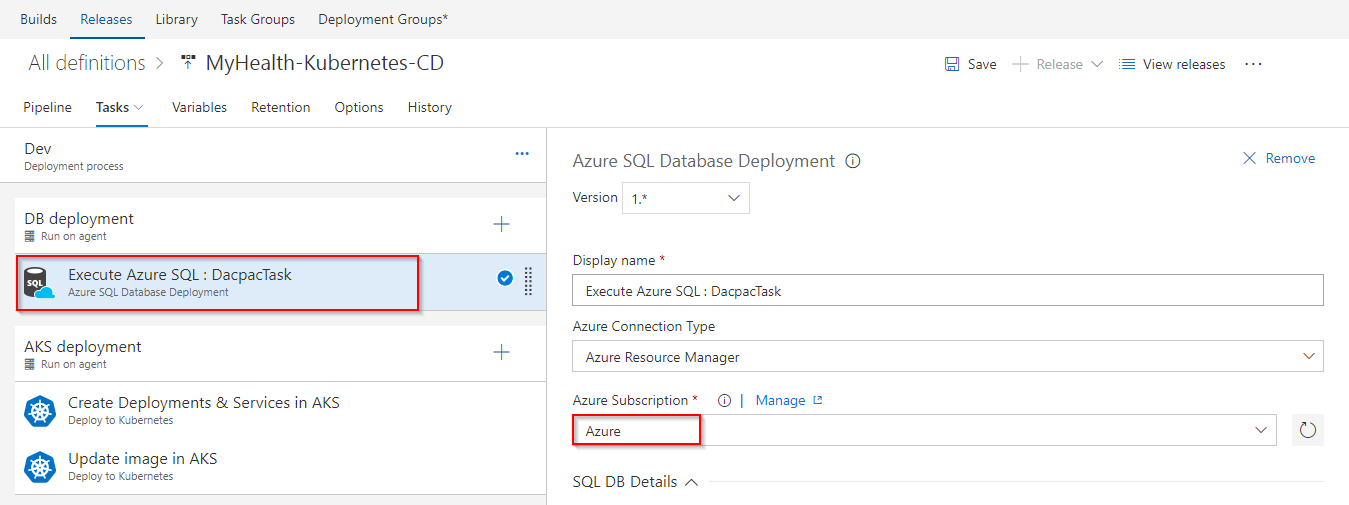 Builds Releases Library Task Groups Deployment Groups*
All definitions > MyHealth-Kubernetes-CD
Save Release View releases ...
Pipeline Tasks Variables Retention Options History
Dev
Deployment process
...
DB deployment
Run on agent
SQL
Execute Azure SQL : DacpacTask
Azure SQL Database Deployment
AKS deployment
Run on agent
Create Deployments & Services in AKS
Deploy to Kubernetes
Update image in AKS
Deploy to Kubernetes
Azure SQL Database Deployment
Remove
Version 1.*
Display name *
Execute Azure SQL : DacpacTask
Azure Connection Type
Azure Resource Manager
Azure Subscription * | Manage
Azure
SQL DB Details